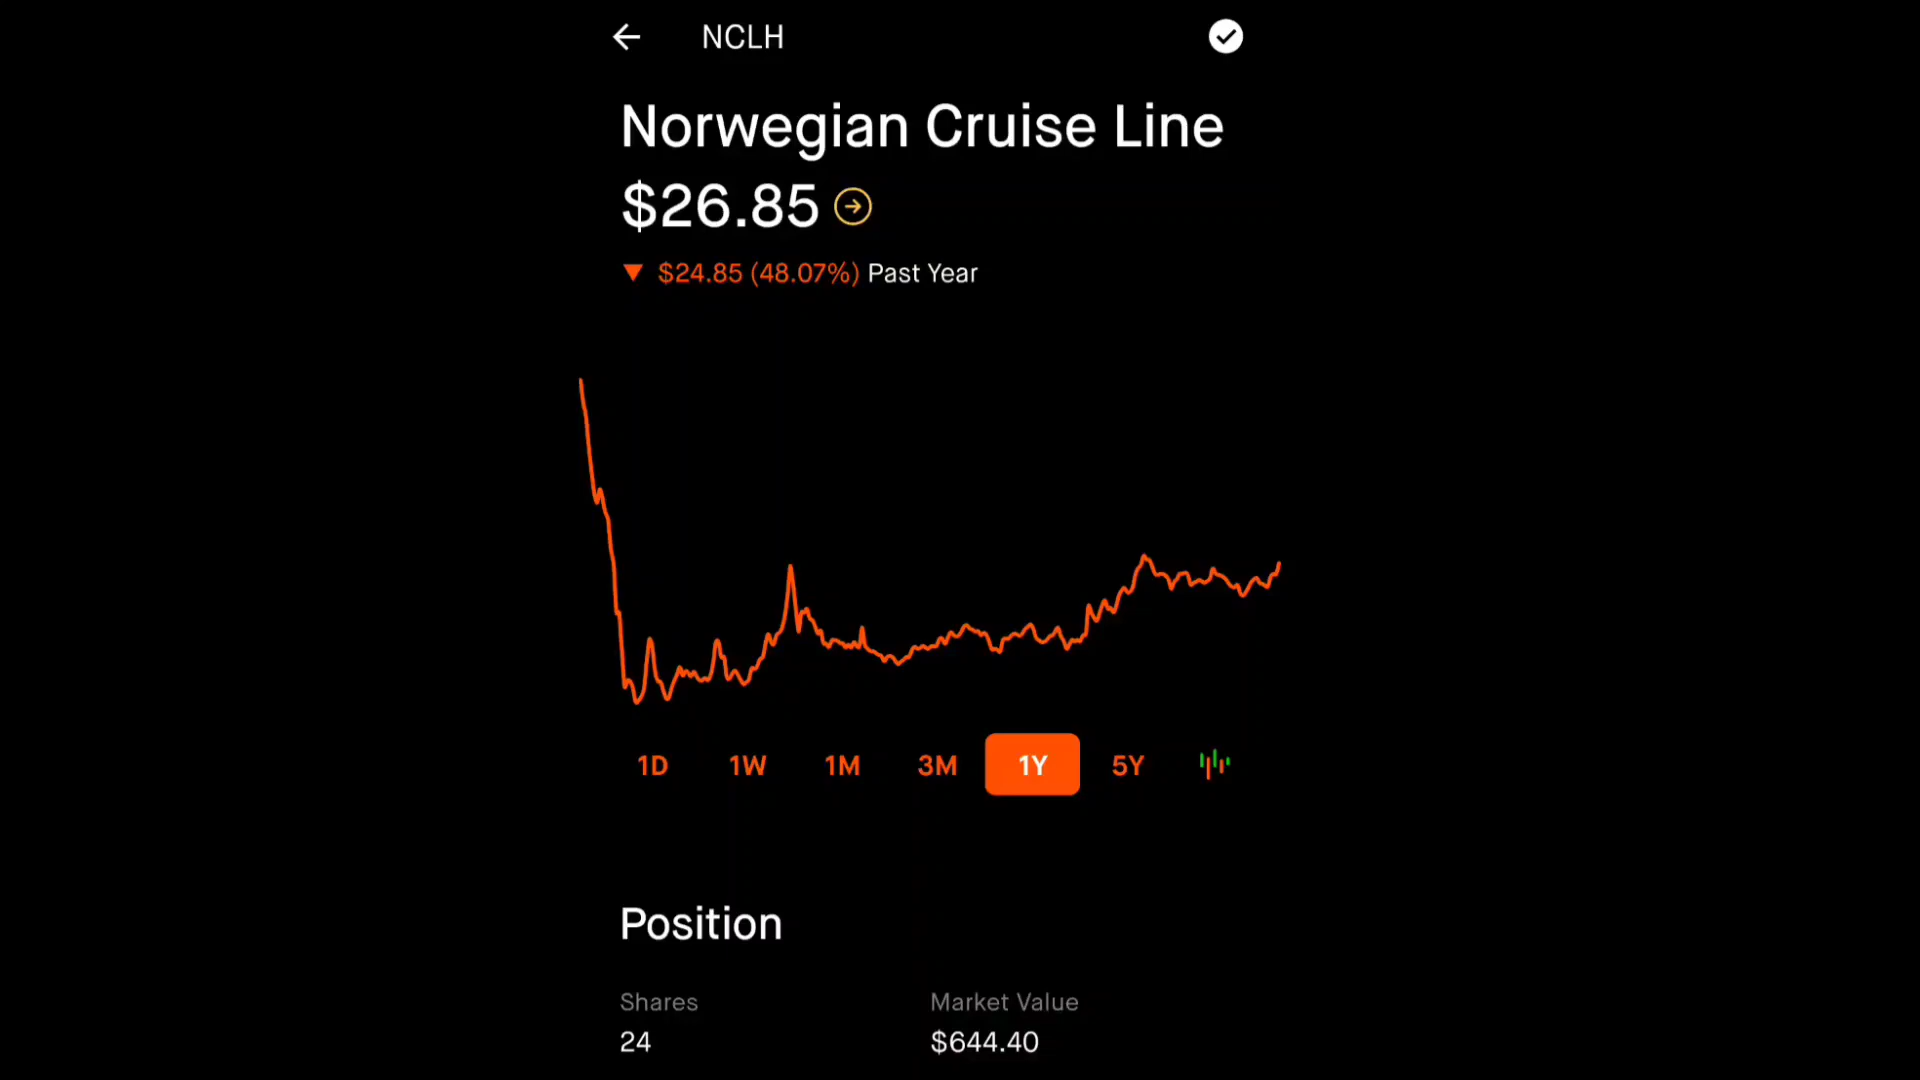 NCLH
Norwegian Cruise Line
$26.85
$24.85 (48.07%) Past Year
1D 1W 1M 3M 1Y 5Y
Position
Shares Market Value
24 $644.40